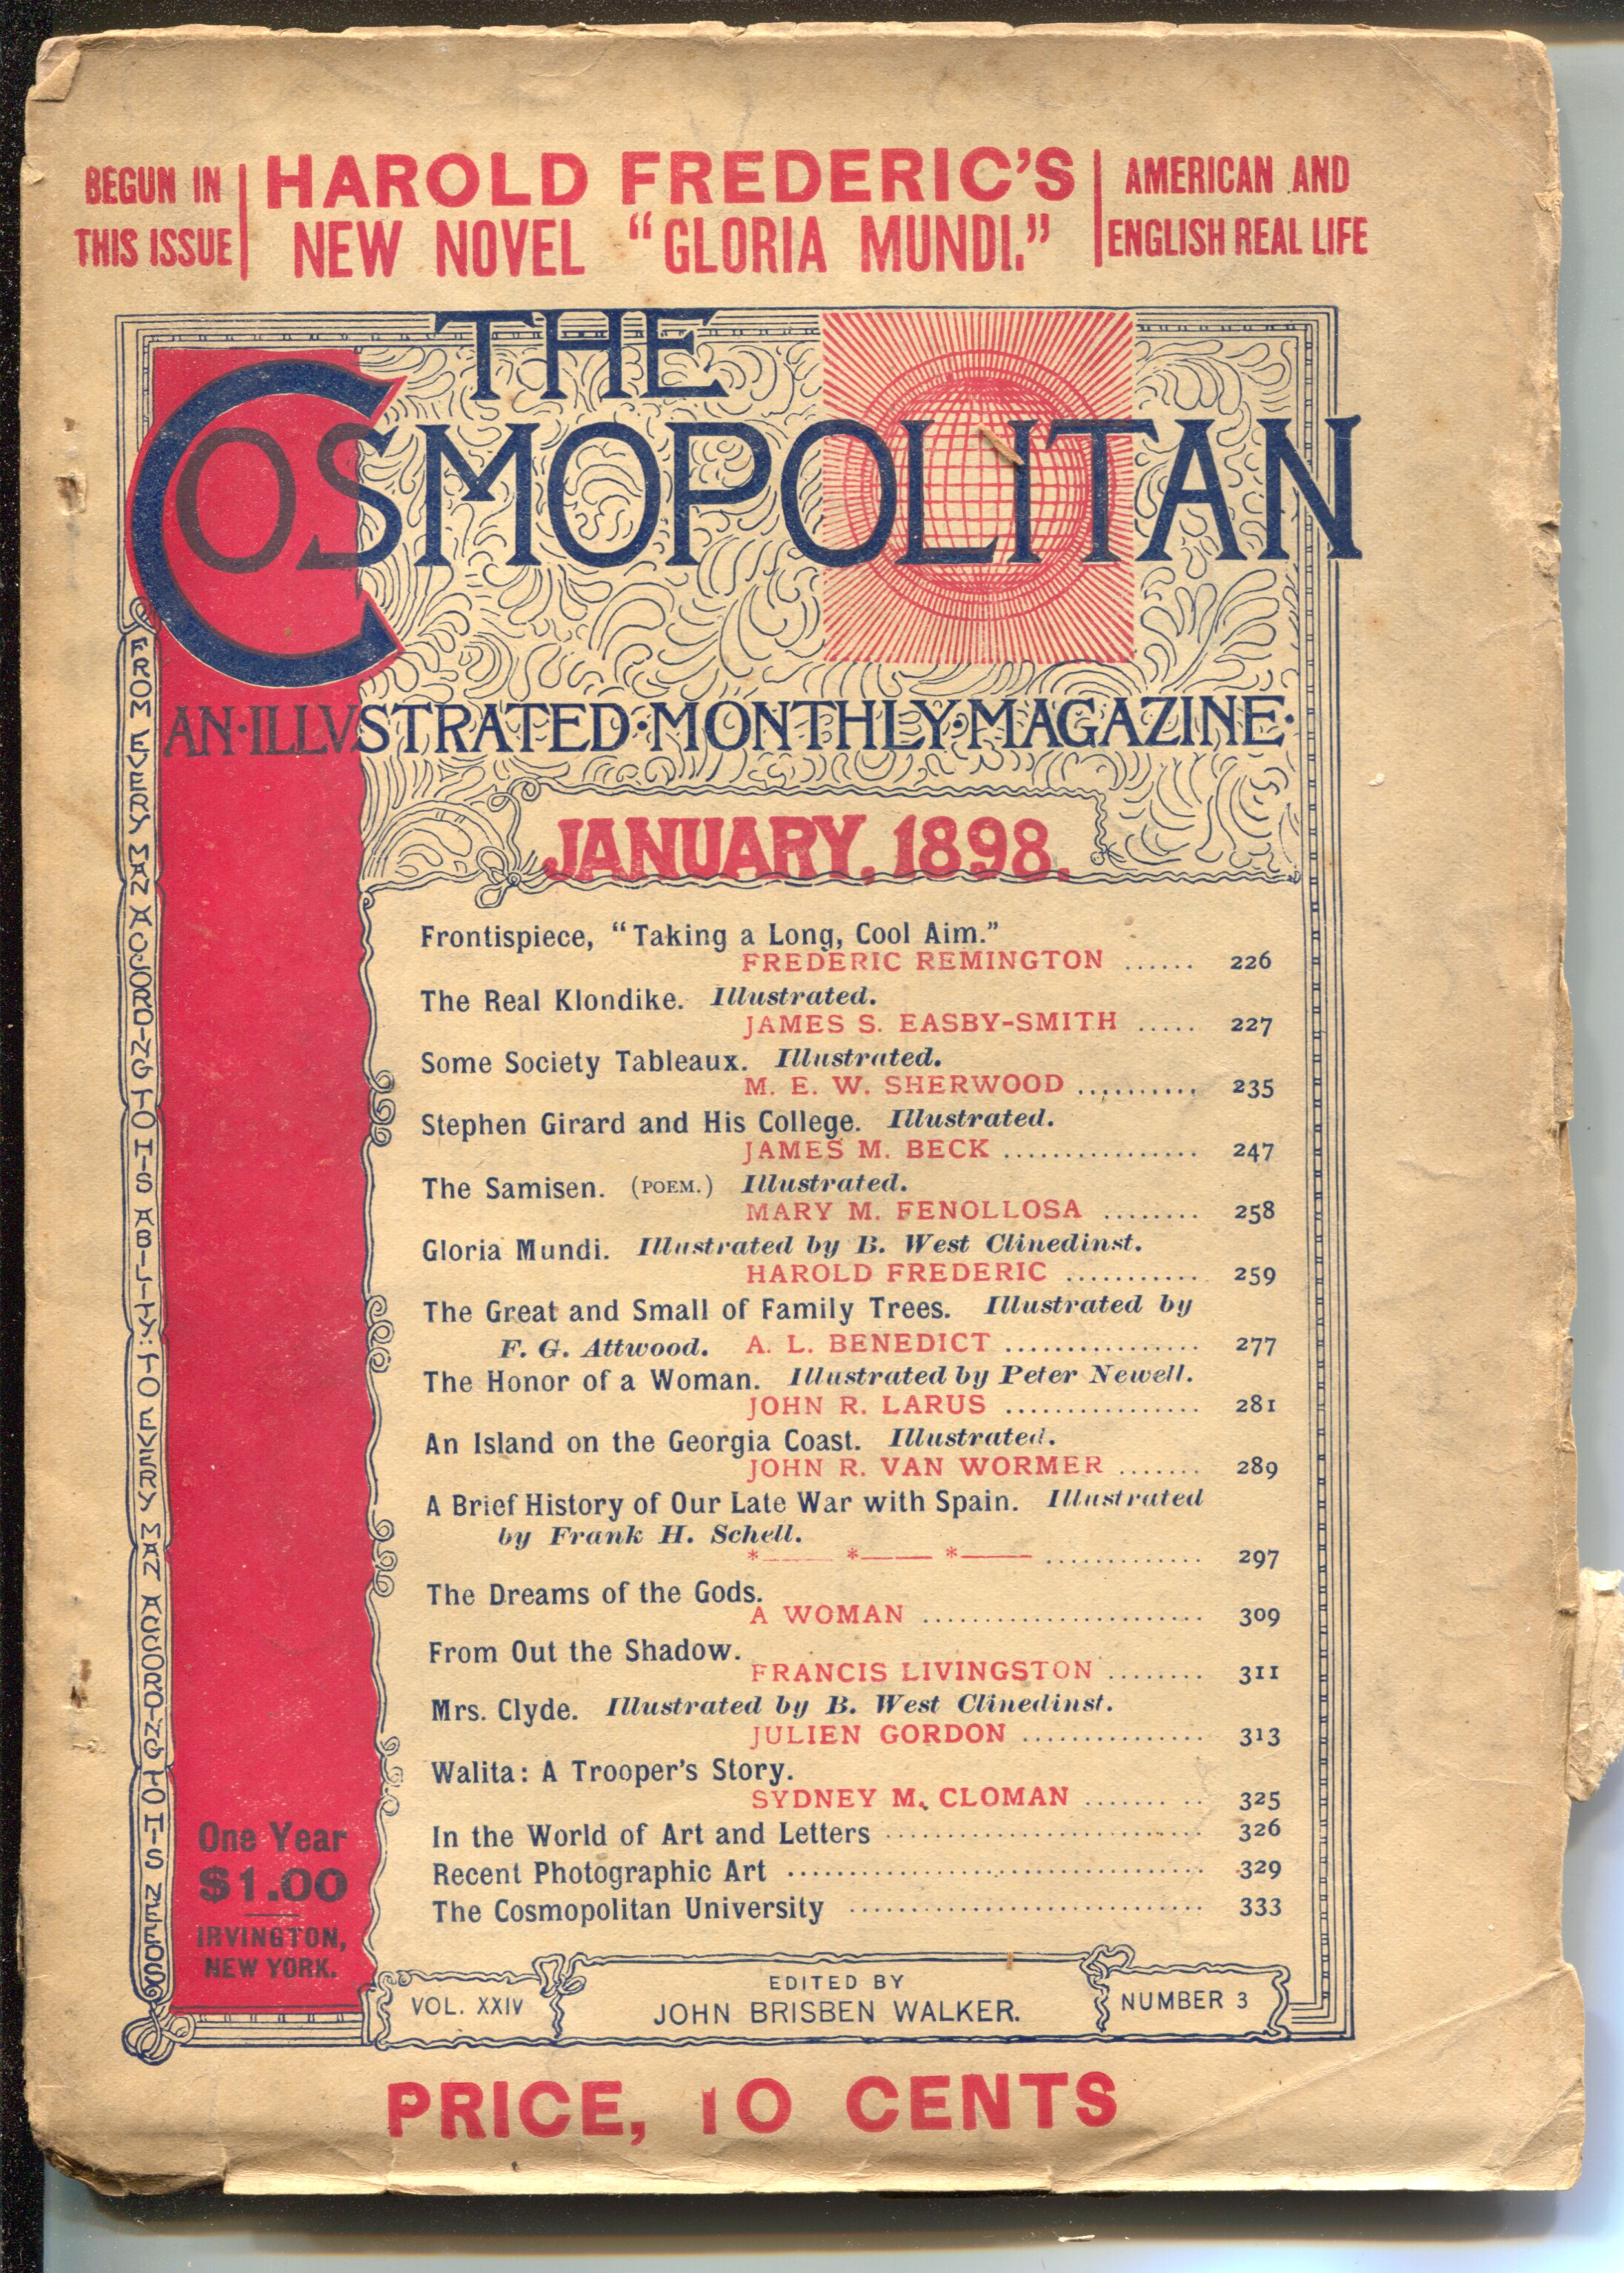 BEGUN IN
THIS ISSUE
HAROLD FREDERIC'S
NEW NOVEL "GLORIA MUNDI."
AMERICAN AND
ENGLISH REAL LIFE
THE
COSMOPOLITAN
AN·ILLVSTRATED·MONTHLY·MAGAZINE·
FROM EVERY MAN ACCORDING TO HIS ABILITY: TO EVERY MAN ACCORDING TO HIS NEEDS
JANUARY, 1898.
Frontispiece, "Taking a Long, Cool Aim."
FREDERIC REMINGTON ...... 226
The Real Klondike. Illustrated.
JAMES S. EASBY-SMITH ..... 227
Some Society Tableaux. Illustrated.
M. E. W. SHERWOOD .......... 235
Stephen Girard and His College. Illustrated.
JAMES M. BECK ................ 247
The Samisen. (POEM.) Illustrated.
MARY M. FENOLLOSA ........ 258
Gloria Mundi. Illustrated by B. West Clinedinst.
HAROLD FREDERIC ........... 259
The Great and Small of Family Trees. Illustrated by
F. G. Attwood. A. L. BENEDICT ................ 277
The Honor of a Woman. Illustrated by Peter Newell.
JOHN R. LARUS ................ 281
An Island on the Georgia Coast. Illustrated.
JOHN R. VAN WORMER ....... 289
A Brief History of Our Late War with Spain. Illustrated
by Frank H. Schell.
*—— *—— *—— ............. 297
The Dreams of the Gods.
A WOMAN ....................... 309
From Out the Shadow.
FRANCIS LIVINGSTON ........ 311
Mrs. Clyde. Illustrated by B. West Clinedinst.
JULIEN GORDON ............... 313
Walita: A Trooper's Story.
SYDNEY M. CLOMAN ....... .. 325
In the World of Art and Letters .......................... 326
Recent Photographic Art .................................. 329
The Cosmopolitan University ............................. 333
One Year
$1.00
IRVINGTON,
NEW YORK.
VOL. XXIV
EDITED BY
JOHN BRISBEN WALKER.
NUMBER 3
PRICE, 10 CENTS